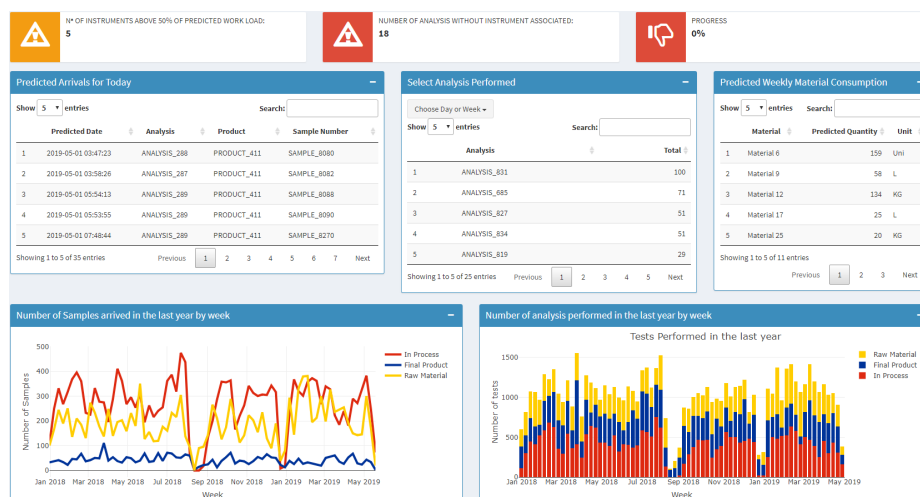 N° OF INSTRUMENTS ABOVE 50% OF PREDICTED WORK LOAD:
5
NUMBER OF ANALYSIS WITHOUT INSTRUMENT ASSOCIATED:
18
PROGRESS
0%
Predicted Arrivals for Today
Show 5 entries Search:
Predicted Date Analysis Product Sample Number
1 2019-05-01 03:47:23 ANALYSIS_288 PRODUCT_411 SAMPLE_8080
2 2019-05-01 03:58:26 ANALYSIS_287 PRODUCT_411 SAMPLE_8082
3 2019-05-01 05:54:13 ANALYSIS_289 PRODUCT_411 SAMPLE_8088
4 2019-05-01 05:53:55 ANALYSIS_289 PRODUCT_411 SAMPLE_8090
5 2019-05-01 07:48:44 ANALYSIS_289 PRODUCT_411 SAMPLE_8270
Showing 1 to 5 of 35 entries Previous 1 2 3 4 5 6 7 Next
Select Analysis Performed
Choose Day or Week
Show 5 entries Search:
Analysis Total
1 ANALYSIS_831 100
2 ANALYSIS_685 71
3 ANALYSIS_827 51
4 ANALYSIS_834 51
5 ANALYSIS_819 29
Showing 1 to 5 of 25 entries Previous 1 2 3 4 5 Next
Predicted Weekly Material Consumption
Show 5 entries Search:
Material Predicted Quantity Unit
1 Material 6 159 Uni
2 Material 9 58 L
3 Material 12 134 KG
4 Material 17 25 L
5 Material 25 20 KG
Showing 1 to 5 of 11 entries
Previous 1 2 3 Next
Number of Samples arrived in the last year by week
Number of Samples
500
400
300
200
100
0
Jan 2018 Mar 2018 May 2018 Jul 2018 Sep 2018 Nov 2018 Jan 2019 Mar 2019 May 2019
Week
In Process
Final Product
Raw Material
Number of analysis performed in the last year by week
Tests Performed in the last year
Number of tests
1500
1000
500
0
Jan 2018 Mar 2018 May 2018 Jul 2018 Sep 2018 Nov 2018 Jan 2019 Mar 2019 May 2019
Week
Raw Material
Final Product
In Process